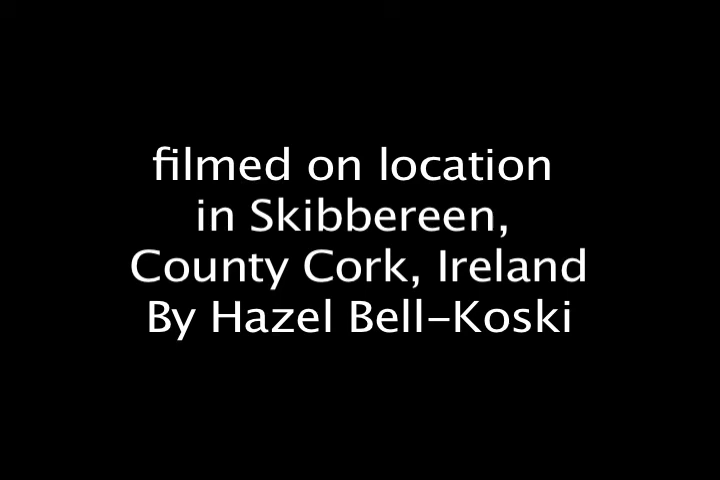 filmed on location
in Skibbereen,
County Cork, Ireland
By Hazel Bell-Koski